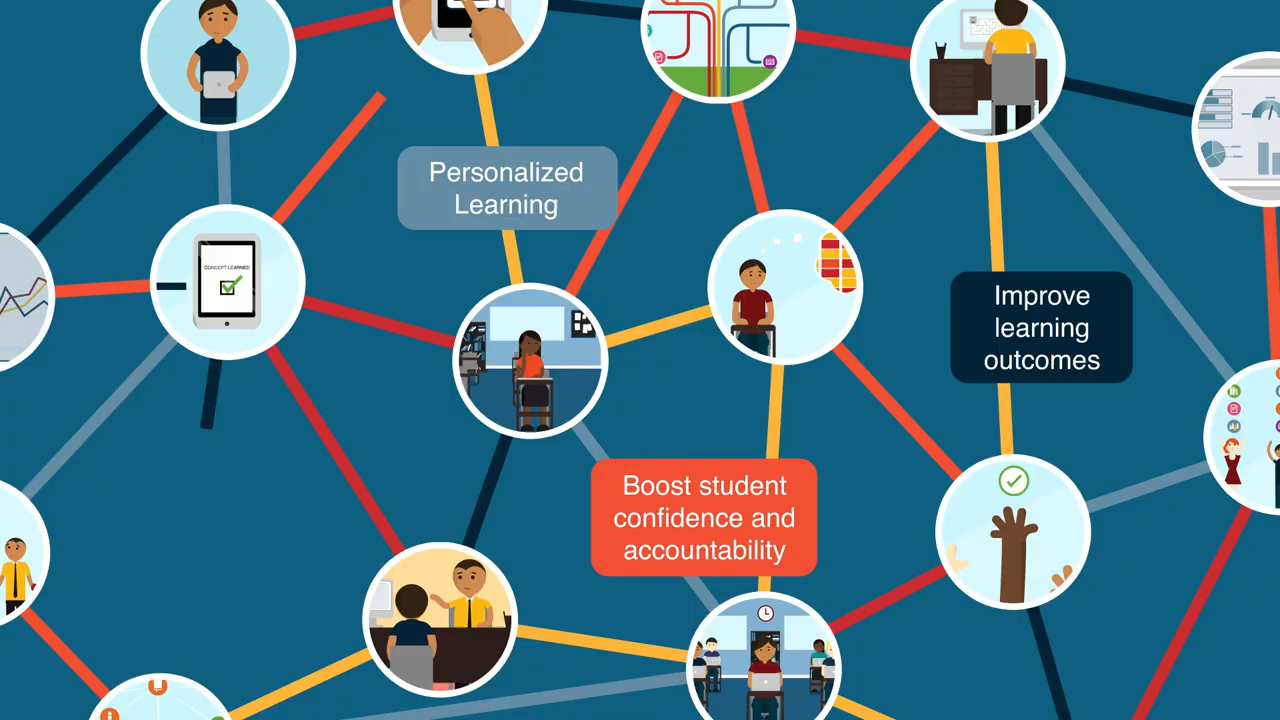 Personalized
Learning
CONCEPT LEARNED
Improve
learning
outcomes
Boost student
confidence and
accountability